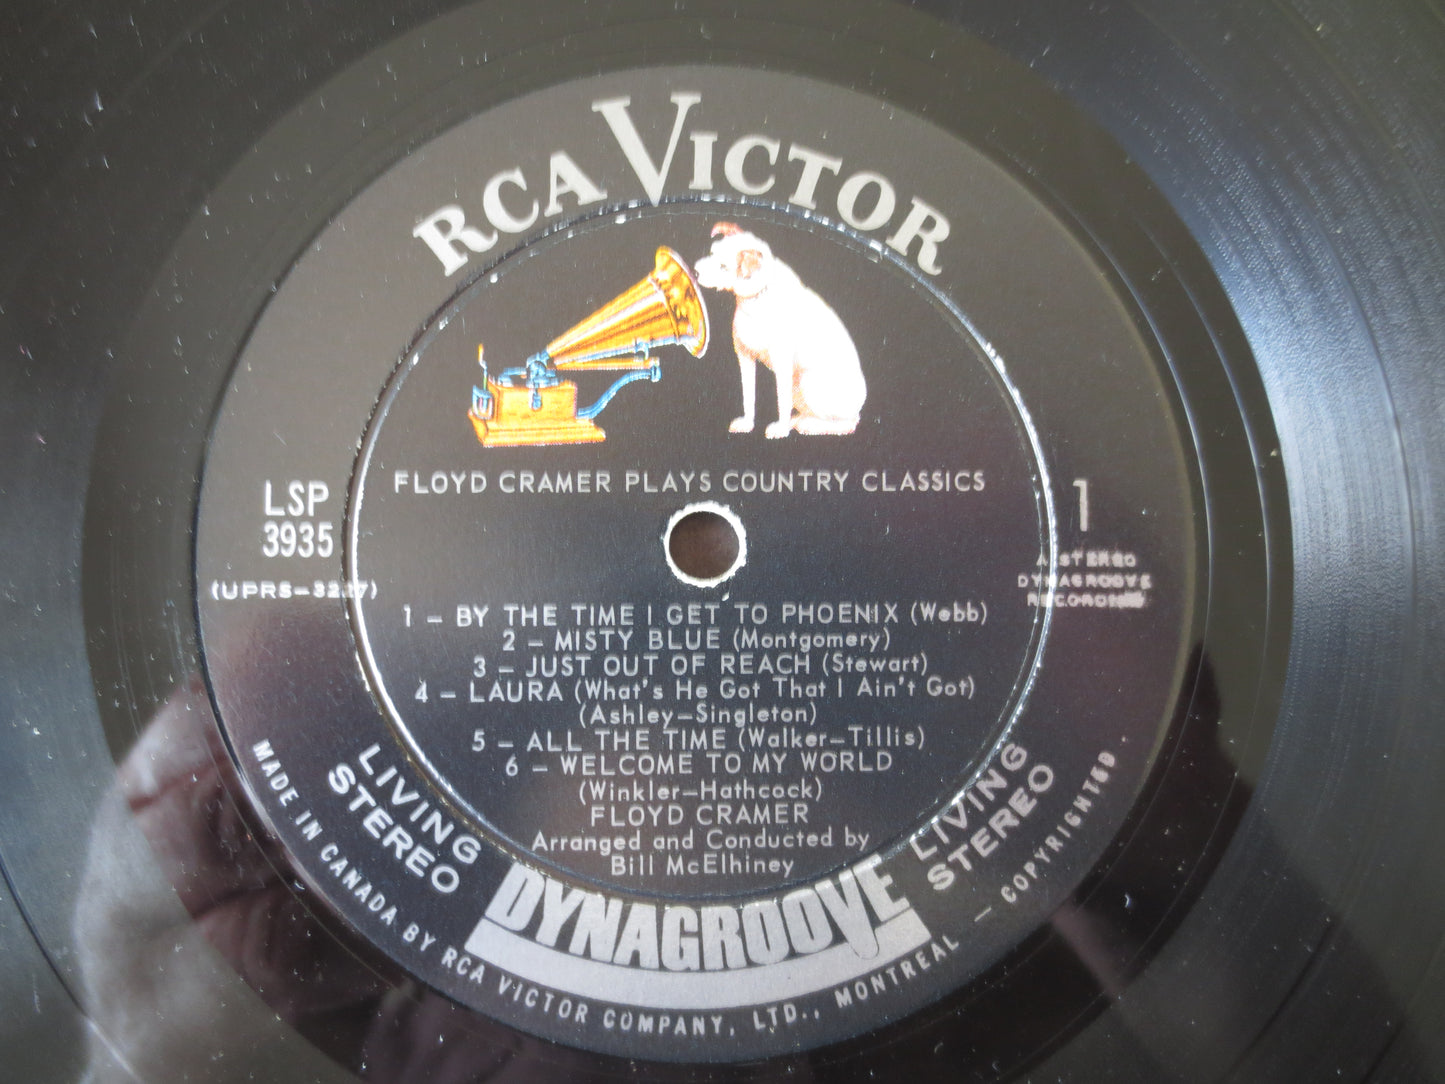 RCA VICTOR
FLOYD CRAMER PLAYS COUNTRY CLASSICS
LSP
3935
1
A STEREO
DYNAGROOVE
1 – BY THE TIME I GET TO PHOENIX (Webb)
2 – MISTY BLUE (Montgomery)
3 – JUST OUT OF REACH (Stewart)
4 – LAURA (What's He Got That I Ain't Got)
(Ashley–Singleton)
5 – ALL THE TIME (Walker–Tillis)
6 – WELCOME TO MY WORLD
(Winkler–Hathcock)
FLOYD CRAMER
Arranged and Conducted by
Bill McElhiney
LIVING
STEREO
LIVING
STEREO
DYNAGROOVE
MADE IN CANADA BY RCA VICTOR COMPANY, LTD., MONTREAL — COPYRIGHTED .